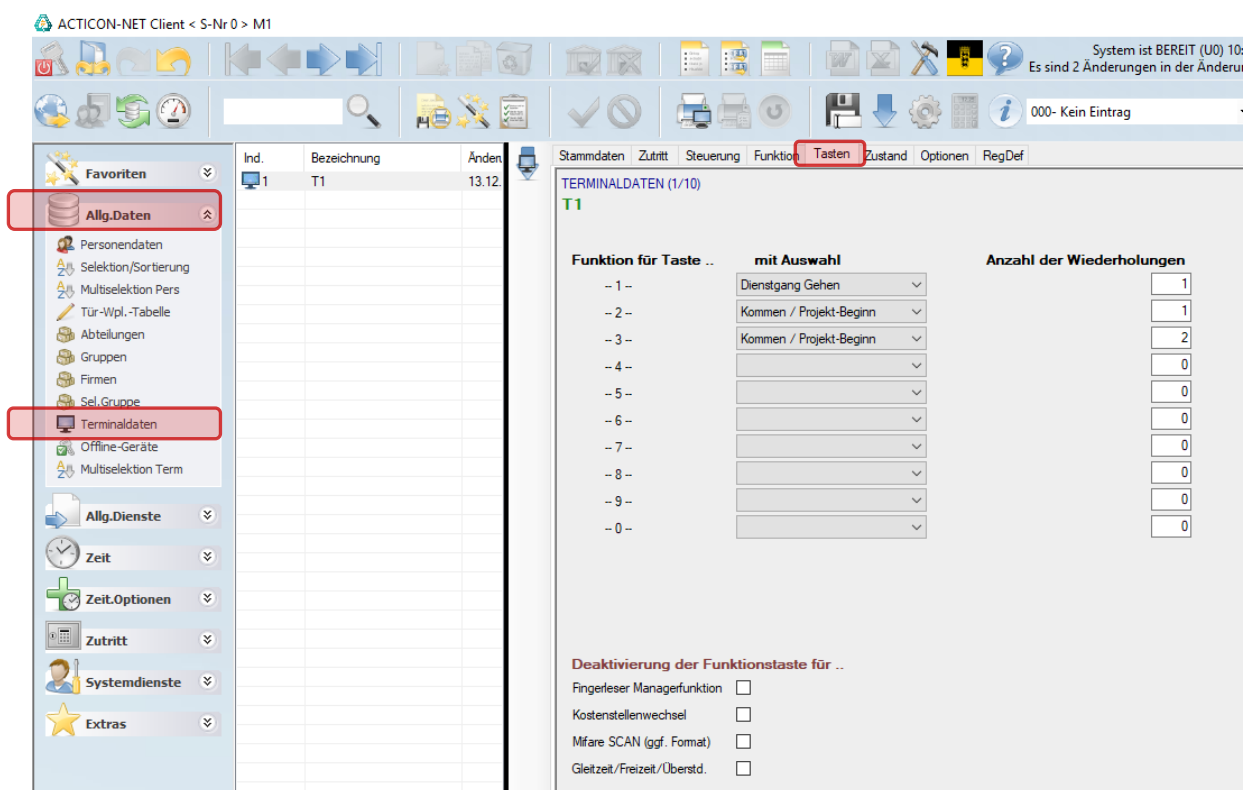 ACTICON-NET Client < S-Nr 0 > M1
System ist BEREIT (U0) 10:
Es sind 2 Änderungen in der Änderu
000- Kein Eintrag
Favoriten
Allg.Daten
Personendaten
Selektion/Sortierung
Multiselektion Pers
Tür-Wpl.-Tabelle
Abteilungen
Gruppen
Firmen
Sel.Gruppe
Terminaldaten
Offline-Geräte
Multiselektion Term
Allg.Dienste
Zeit
Zeit.Optionen
Zutritt
Systemdienste
Extras
Ind. Bezeichnung Änden
1 T1 13.12.
Stammdaten Zutritt Steuerung Funktion Tasten Zustand Optionen RegDef
TERMINALDATEN (1/10)
T1
Funktion für Taste .. mit Auswahl Anzahl der Wiederholungen
-- 1 -- Dienstgang Gehen 1
-- 2 -- Kommen / Projekt-Beginn 1
-- 3 -- Kommen / Projekt-Beginn 2
-- 4 -- 0
-- 5 -- 0
-- 6 -- 0
-- 7 -- 0
-- 8 -- 0
-- 9 -- 0
-- 0 -- 0
Deaktivierung der Funktionstaste für ..
Fingerleser Managerfunktion
Kostenstellenwechsel
Mifare SCAN (ggf. Format)
Gleitzeit/Freizeit/Überstd.